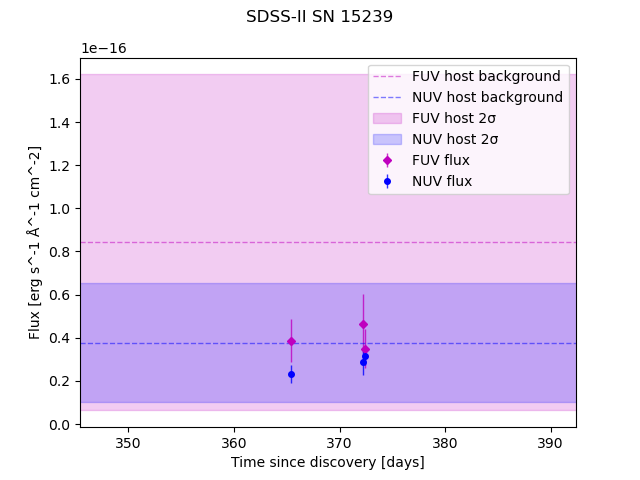 SDSS-II SN 15239
1e−16
FUV host background
NUV host background
FUV host 2σ
NUV host 2σ
FUV flux
NUV flux
1.6
1.4
1.2
1.0
0.8
0.6
0.4
0.2
0.0
Flux [erg s^-1 Å^-1 cm^-2]
350
360
370
380
390
Time since discovery [days]